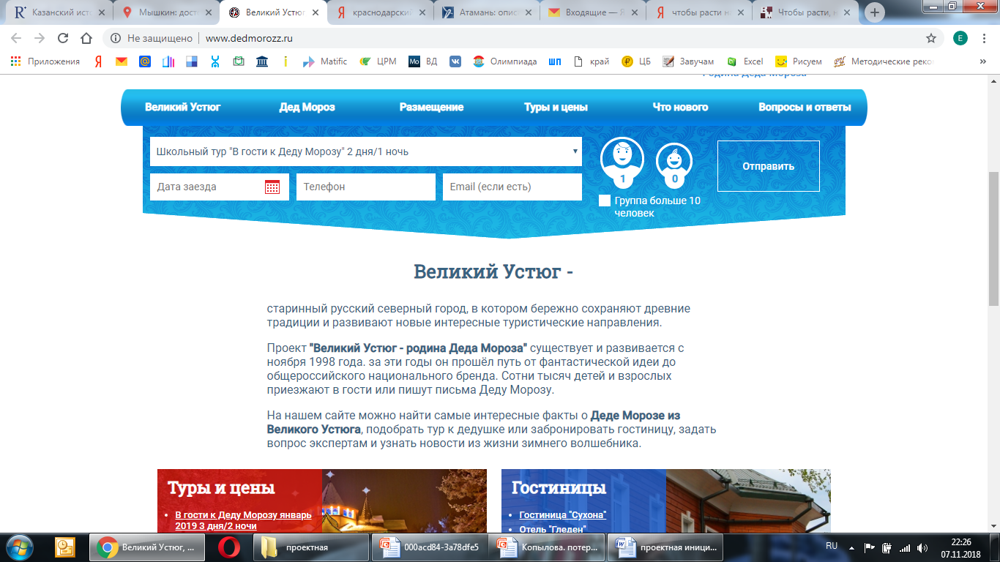 Казанский ист
Мышкин: дост
Великий Устюг
краснодарский
Атамань: опис
Входящие — Я
чтобы расти н
Чтобы расти, н
Не защищено
www.dedmorozz.ru
E
Приложения
Matific
ЦРМ
Мо ВД
Олимпиада
шп
край
ЦБ
Завучам
Excel
Рисуем
Методические реко
»
Родина Деда Мороза
Великий Устюг
Дед Мороз
Размещение
Туры и цены
Что нового
Вопросы и ответы
Школьный тур "В гости к Деду Морозу" 2 дня/1 ночь
1
0
Отправить
Дата заезда
Телефон
Email (если есть)
Группа больше 10
человек
Великий Устюг -
старинный русский северный город, в котором бережно сохраняют древние
традиции и развивают новые интересные туристические направления.
Проект "Великий Устюг - родина Деда Мороза" существует и развивается с
ноября 1998 года. за эти годы он прошёл путь от фантастической идеи до
общероссийского национального бренда. Сотни тысяч детей и взрослых
приезжают в гости или пишут письма Деду Морозу.
На нашем сайте можно найти самые интересные факты о Деде Морозе из
Великого Устюга, подобрать тур к дедушке или забронировать гостиницу, задать
вопрос экспертам и узнать новости из жизни зимнего волшебника.
Туры и цены
В гости к Деду Морозу январь
2019 3 дня/2 ночи
Гостиницы
Гостиница "Сухона"
Отель "Гледен"
Великий Устюг, ...
проектная
000acd84-3a78dfe5
Копылова. потер...
проектная иници...
RU
22:26
07.11.2018